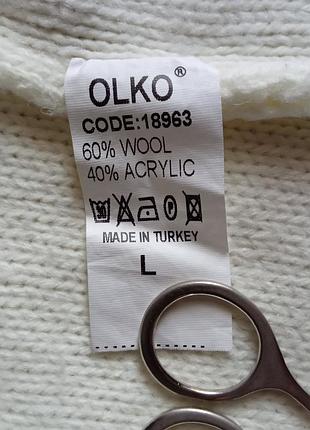 OLKO®
CODE:18963
60% WOOL
40% ACRYLIC
MADE IN TURKEY
L